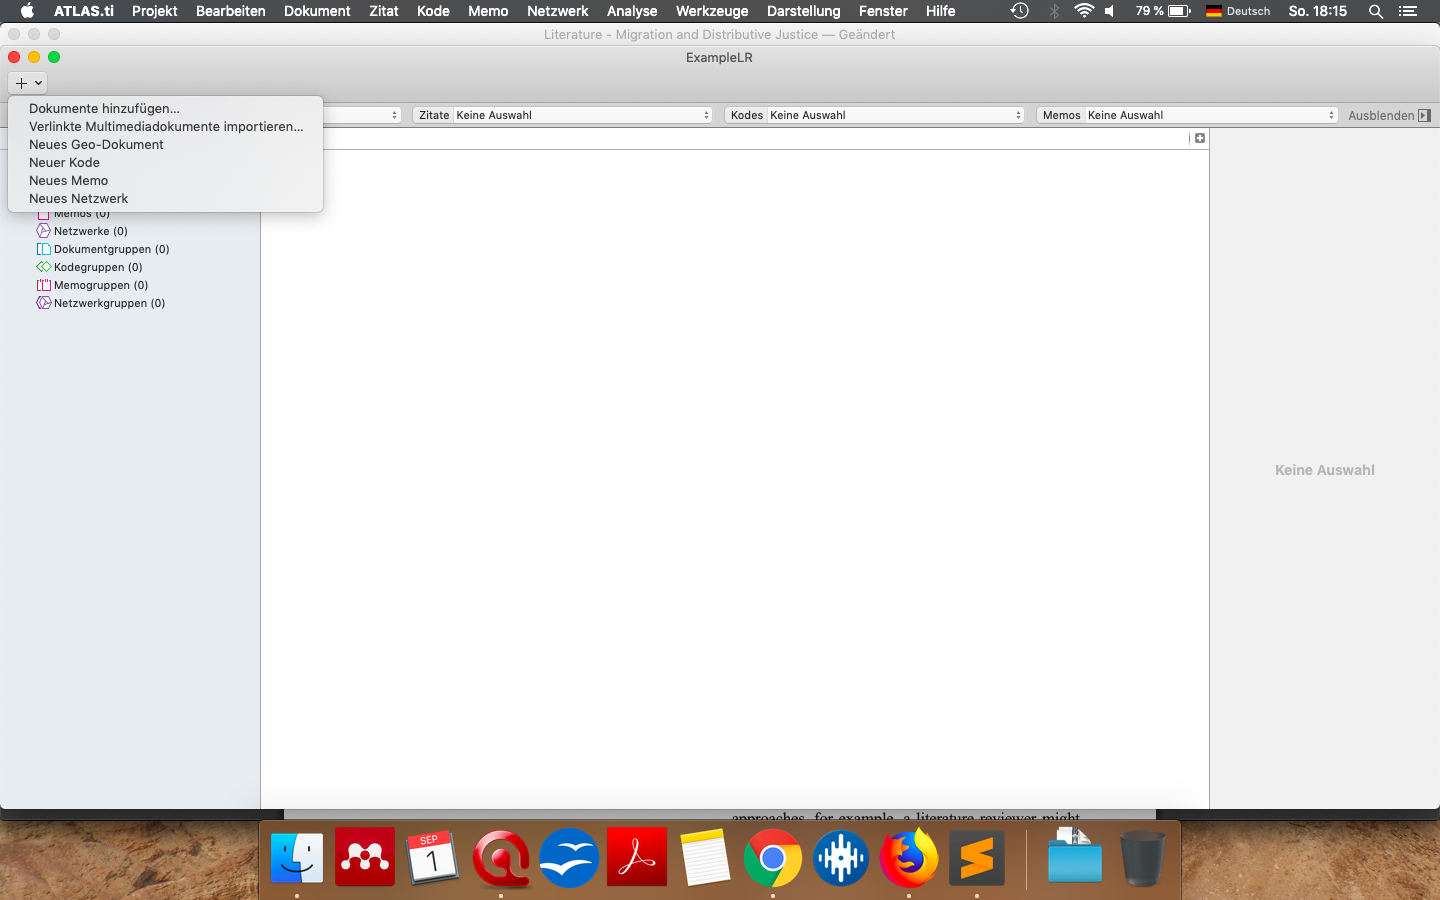 ATLAS.ti Projekt Bearbeiten Dokument Zitat Kode Memo Netzwerk Analyse Werkzeuge Darstellung Fenster Hilfe 79 % Deutsch So. 18:15
Literature - Migration and Distributive Justice — Geändert
ExampleLR
Dokumente hinzufügen...
Verlinkte Multimediadokumente importieren...
Neues Geo-Dokument
Neuer Kode
Neues Memo
Neues Netzwerk
Zitate Keine Auswahl Kodes Keine Auswahl Memos Keine Auswahl Ausblenden
Memos (0)
Netzwerke (0)
Dokumentgruppen (0)
Kodegruppen (0)
Memogruppen (0)
Netzwerkgruppen (0)
Keine Auswahl
approaches, for example, a literature reviewer might
SEP
1